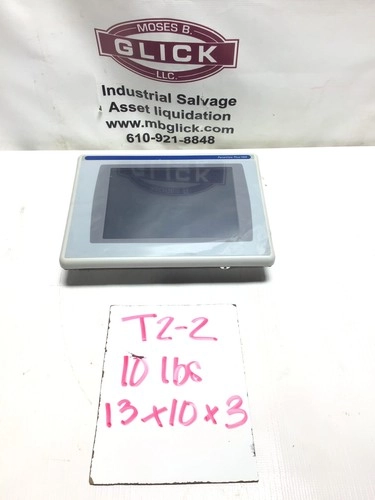 MOSES B.
GLICK
LLC.
Industrial Salvage
Asset liquidation
www.mbglick.com
610-921-8848
T2-2
10 lbs
13x10x3